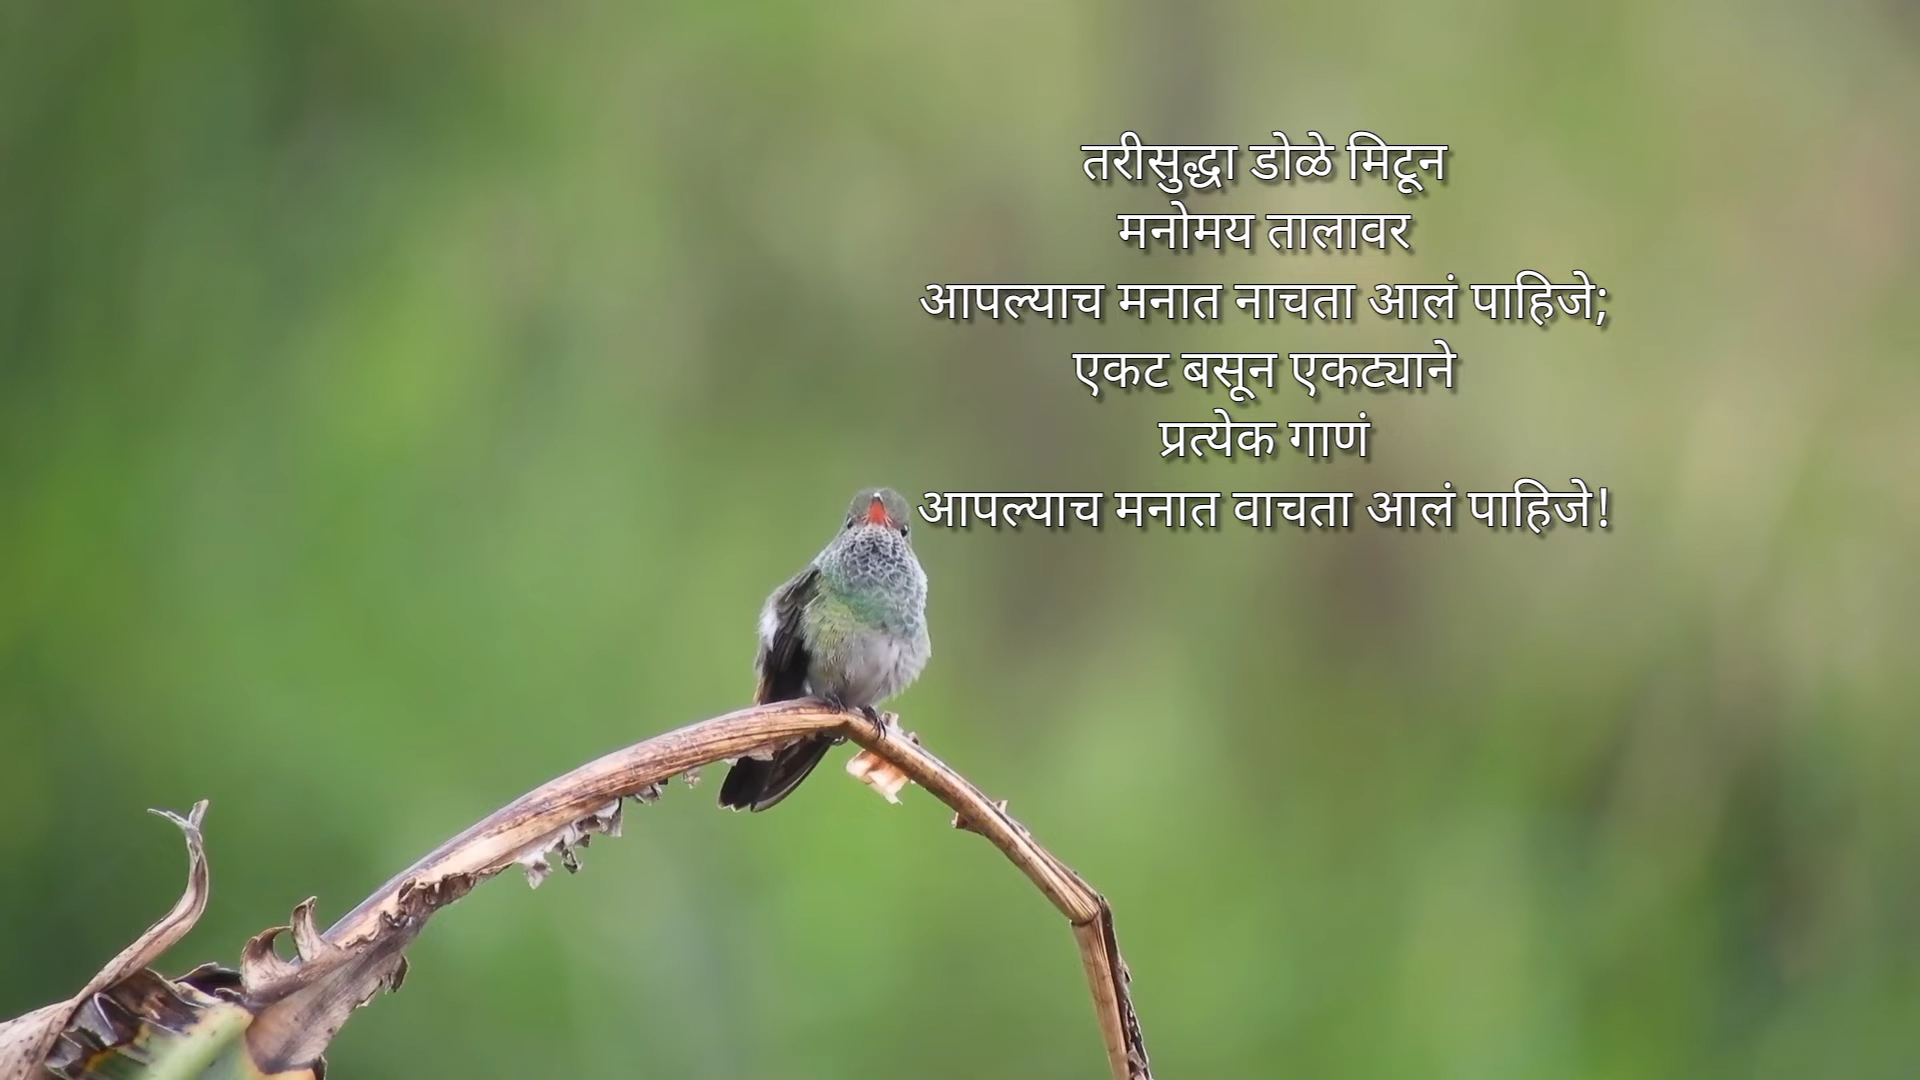 तरीसुद्धा डोळे मिटून
मनोमय तालावर
आपल्याच मनात नाचता आलं पाहिजे;
एकट बसून एकट्याने
प्रत्येक गाणं
आपल्याच मनात वाचता आलं पाहिजे!